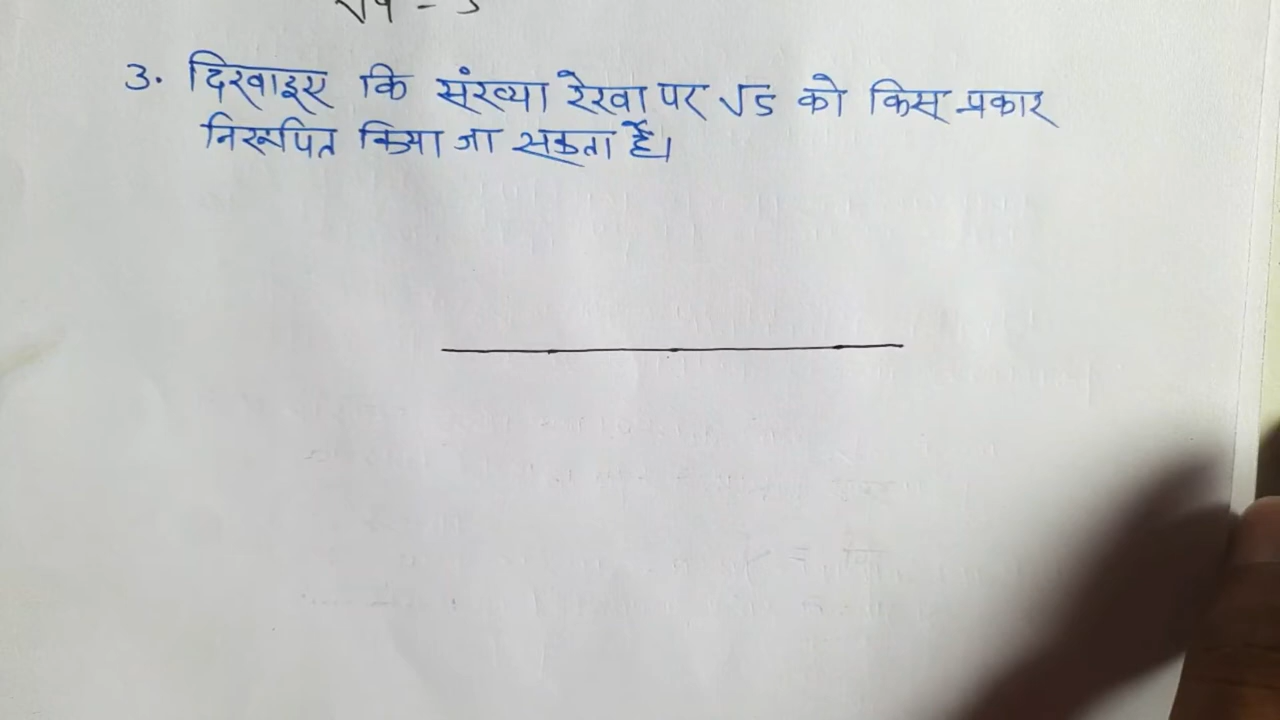 3. दिखाइए कि संख्या रेखा पर √5 को किस प्रकार
निरूपित किया जा सकता है।